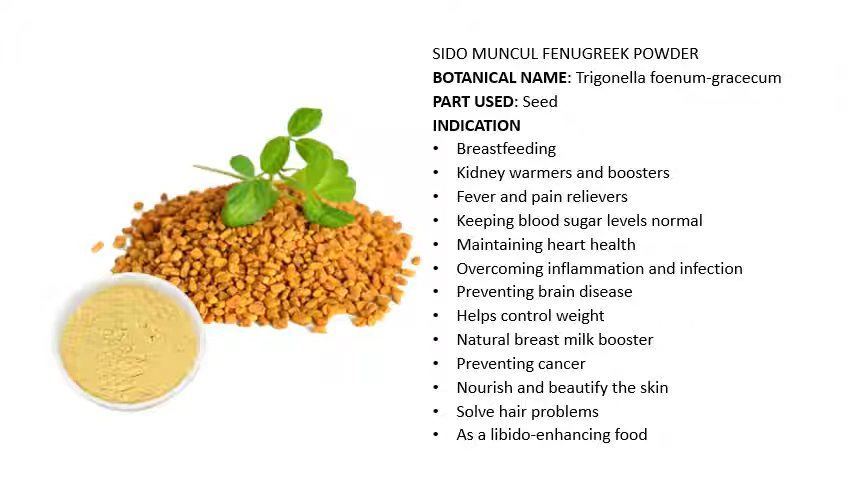 SIDO MUNCUL FENUGREEK POWDER
BOTANICAL NAME: Trigonella foenum-gracecum
PART USED: Seed
INDICATION
• Breastfeeding
• Kidney warmers and boosters
• Fever and pain relievers
• Keeping blood sugar levels normal
• Maintaining heart health
• Overcoming inflammation and infection
• Preventing brain disease
• Helps control weight
• Natural breast milk booster
• Preventing cancer
• Nourish and beautify the skin
• Solve hair problems
• As a libido-enhancing food